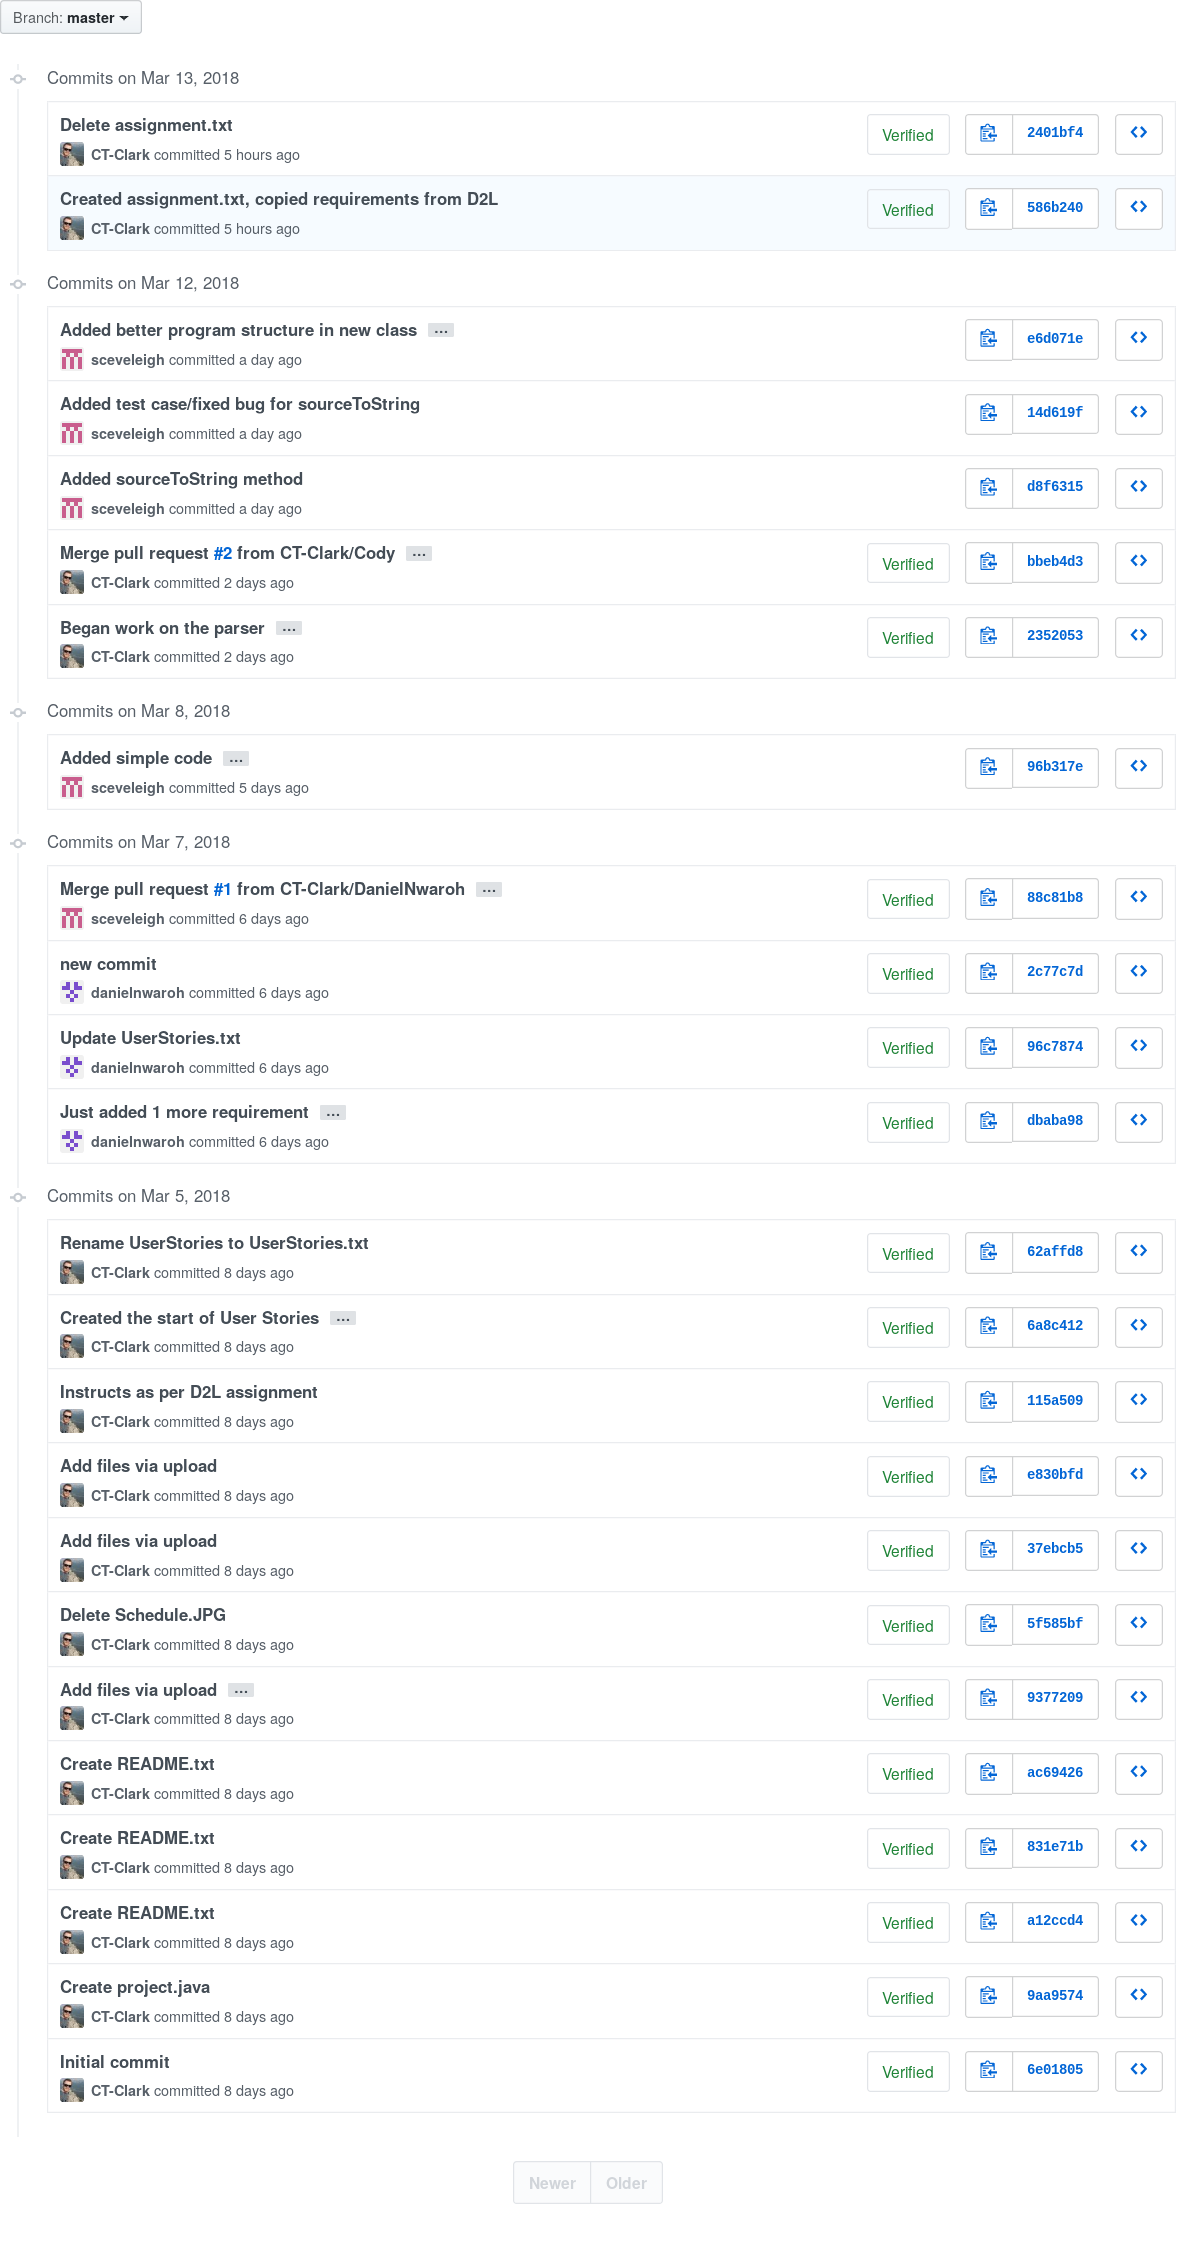 Branch: master
Commits on Mar 13, 2018
Delete assignment.txt
CT-Clark committed 5 hours ago
Verified
2401bf4
Created assignment.txt, copied requirements from D2L
CT-Clark committed 5 hours ago
Verified
586b240
Commits on Mar 12, 2018
Added better program structure in new class …
sceveleigh committed a day ago
e6d071e
Added test case/fixed bug for sourceToString
sceveleigh committed a day ago
14d619f
Added sourceToString method
sceveleigh committed a day ago
d8f6315
Merge pull request #2 from CT-Clark/Cody …
CT-Clark committed 2 days ago
Verified
bbeb4d3
Began work on the parser …
CT-Clark committed 2 days ago
Verified
2352053
Commits on Mar 8, 2018
Added simple code …
sceveleigh committed 5 days ago
96b317e
Commits on Mar 7, 2018
Merge pull request #1 from CT-Clark/DanielNwaroh …
sceveleigh committed 6 days ago
Verified
88c81b8
new commit
danielnwaroh committed 6 days ago
Verified
2c77c7d
Update UserStories.txt
danielnwaroh committed 6 days ago
Verified
96c7874
Just added 1 more requirement …
danielnwaroh committed 6 days ago
Verified
dbaba98
Commits on Mar 5, 2018
Rename UserStories to UserStories.txt
CT-Clark committed 8 days ago
Verified
62affd8
Created the start of User Stories …
CT-Clark committed 8 days ago
Verified
6a8c412
Instructs as per D2L assignment
CT-Clark committed 8 days ago
Verified
115a509
Add files via upload
CT-Clark committed 8 days ago
Verified
e830bfd
Add files via upload
CT-Clark committed 8 days ago
Verified
37ebcb5
Delete Schedule.JPG
CT-Clark committed 8 days ago
Verified
5f585bf
Add files via upload …
CT-Clark committed 8 days ago
Verified
9377209
Create README.txt
CT-Clark committed 8 days ago
Verified
ac69426
Create README.txt
CT-Clark committed 8 days ago
Verified
831e71b
Create README.txt
CT-Clark committed 8 days ago
Verified
a12ccd4
Create project.java
CT-Clark committed 8 days ago
Verified
9aa9574
Initial commit
CT-Clark committed 8 days ago
Verified
6e01805
Newer Older